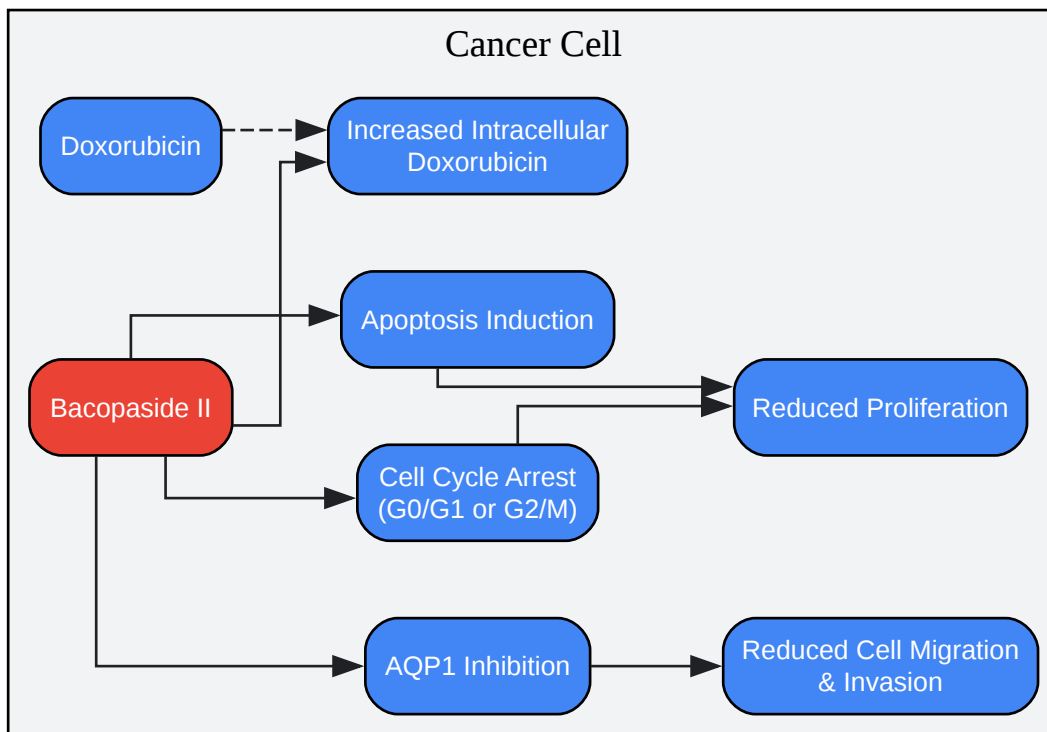 Cancer Cell
Doxorubicin
Increased Intracellular
Doxorubicin
Apoptosis Induction
Bacopaside II
Reduced Proliferation
Cell Cycle Arrest
(G0/G1 or G2/M)
AQP1 Inhibition
Reduced Cell Migration
& Invasion